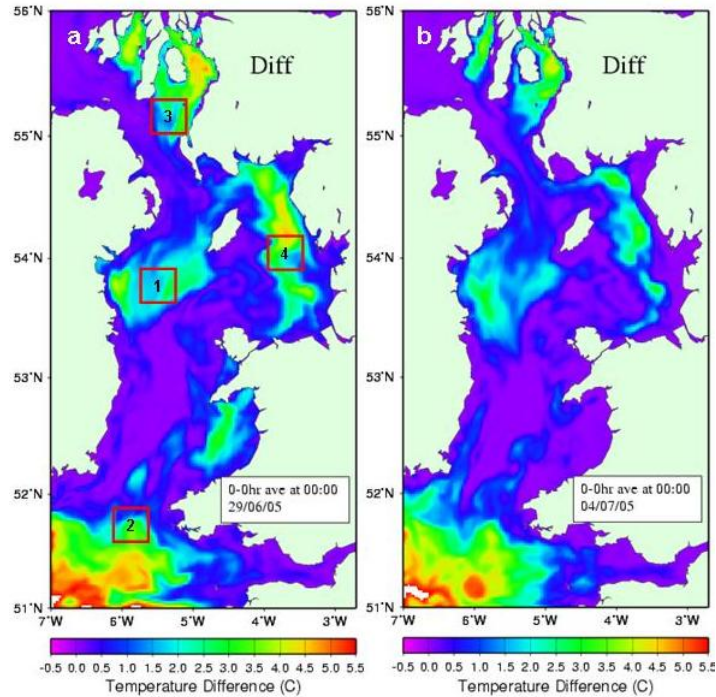 56°N
55°N
54°N
53°N
52°N
51°N
a
Diff
3
4
1
2
0-0hr ave at 00:00
29/06/05
7°W 6°W 5°W 4°W 3°W
-0.5 0.0 0.5 1.0 1.5 2.0 2.5 3.0 3.5 4.0 4.5 5.0 5.5
Temperature Difference (C)
56°N
55°N
54°N
53°N
52°N
51°N
b
Diff
0-0hr ave at 00:00
04/07/05
7°W 6°W 5°W 4°W 3°W
-0.5 0.0 0.5 1.0 1.5 2.0 2.5 3.0 3.5 4.0 4.5 5.0 5.5
Temperature Difference (C)